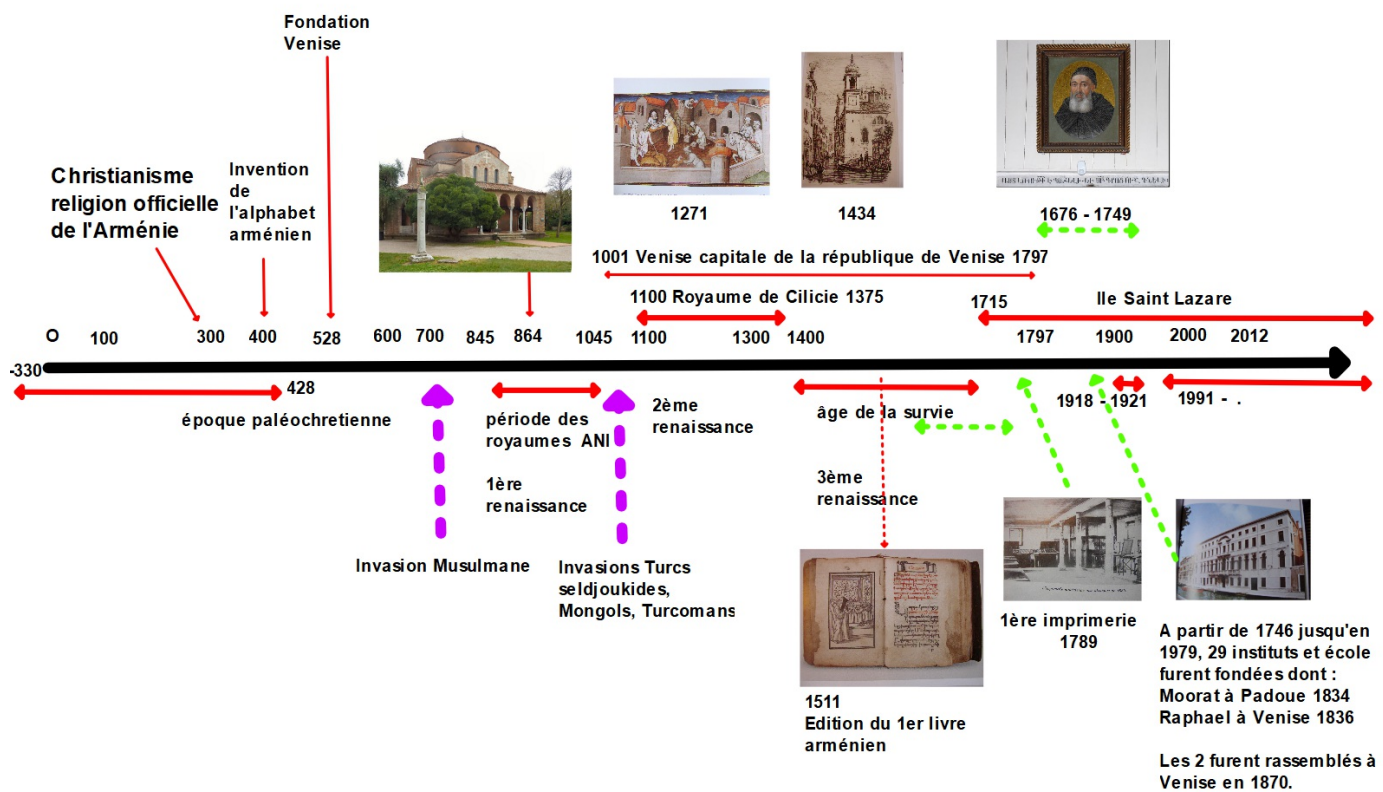 Fondation
Venise
Christianisme
religion officielle
de l'Arménie
Invention
de
l'alphabet
arménien
1271
1434
1676 - 1749
1001 Venise capitale de la république de Venise 1797
1100 Royaume de Cilicie 1375
1715
Ile Saint Lazare
O 100 300 400 528 600 700 845 864 1045 1100 1300 1400 1797 1900 2000 2012
-330
428
époque paléochretienne
période des
royaumes ANI
1ère
renaissance
2ème
renaissance
âge de la survie
3ème
renaissance
1918 - 1921
1991 - .
Invasion Musulmane
Invasions Turcs
seldjoukides,
Mongols, Turcomans
1511
Edition du 1er livre
arménien
1ère imprimerie
1789
A partir de 1746 jusqu'en
1979, 29 instituts et école
furent fondées dont :
Moorat à Padoue 1834
Raphael à Venise 1836
Les 2 furent rassemblés à
Venise en 1870.